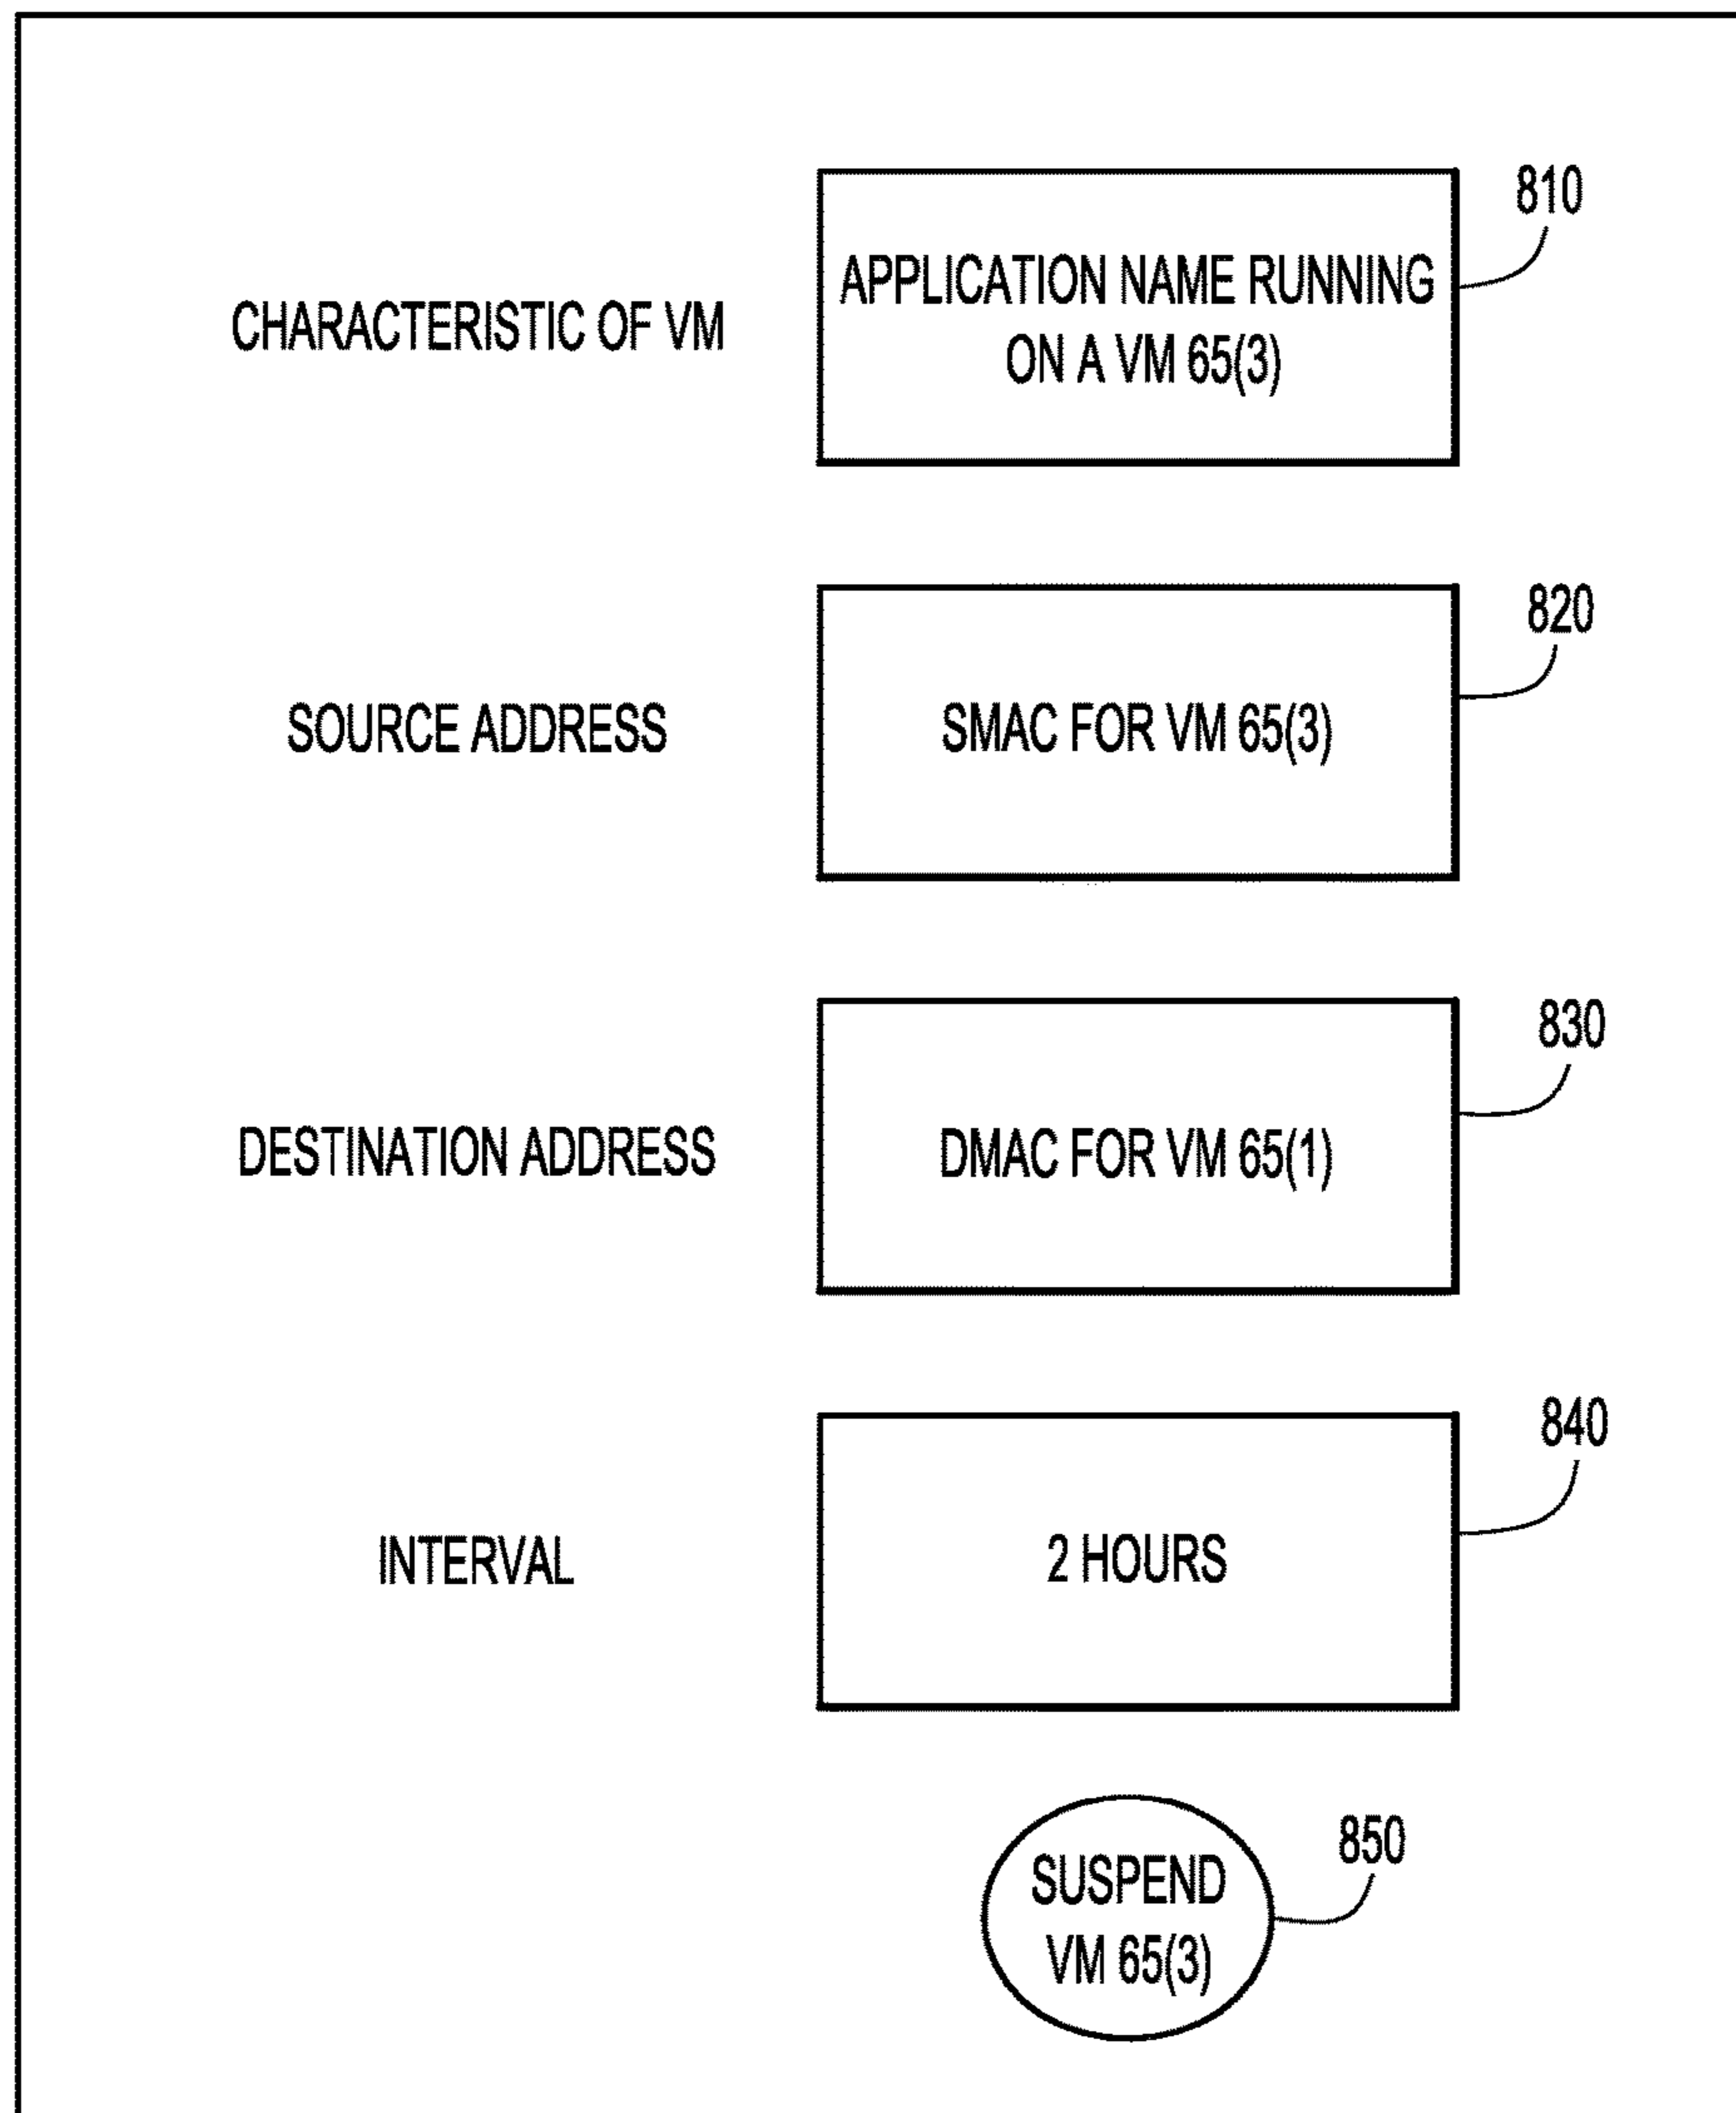 810
CHARACTERISTIC OF VM
APPLICATION NAME RUNNING
ON A VM 65(3)
820
SOURCE ADDRESS
SMAC FOR VM 65(3)
830
DESTINATION ADDRESS
DMAC FOR VM 65(1)
840
INTERVAL
2 HOURS
850
SUSPEND
VM 65(3)